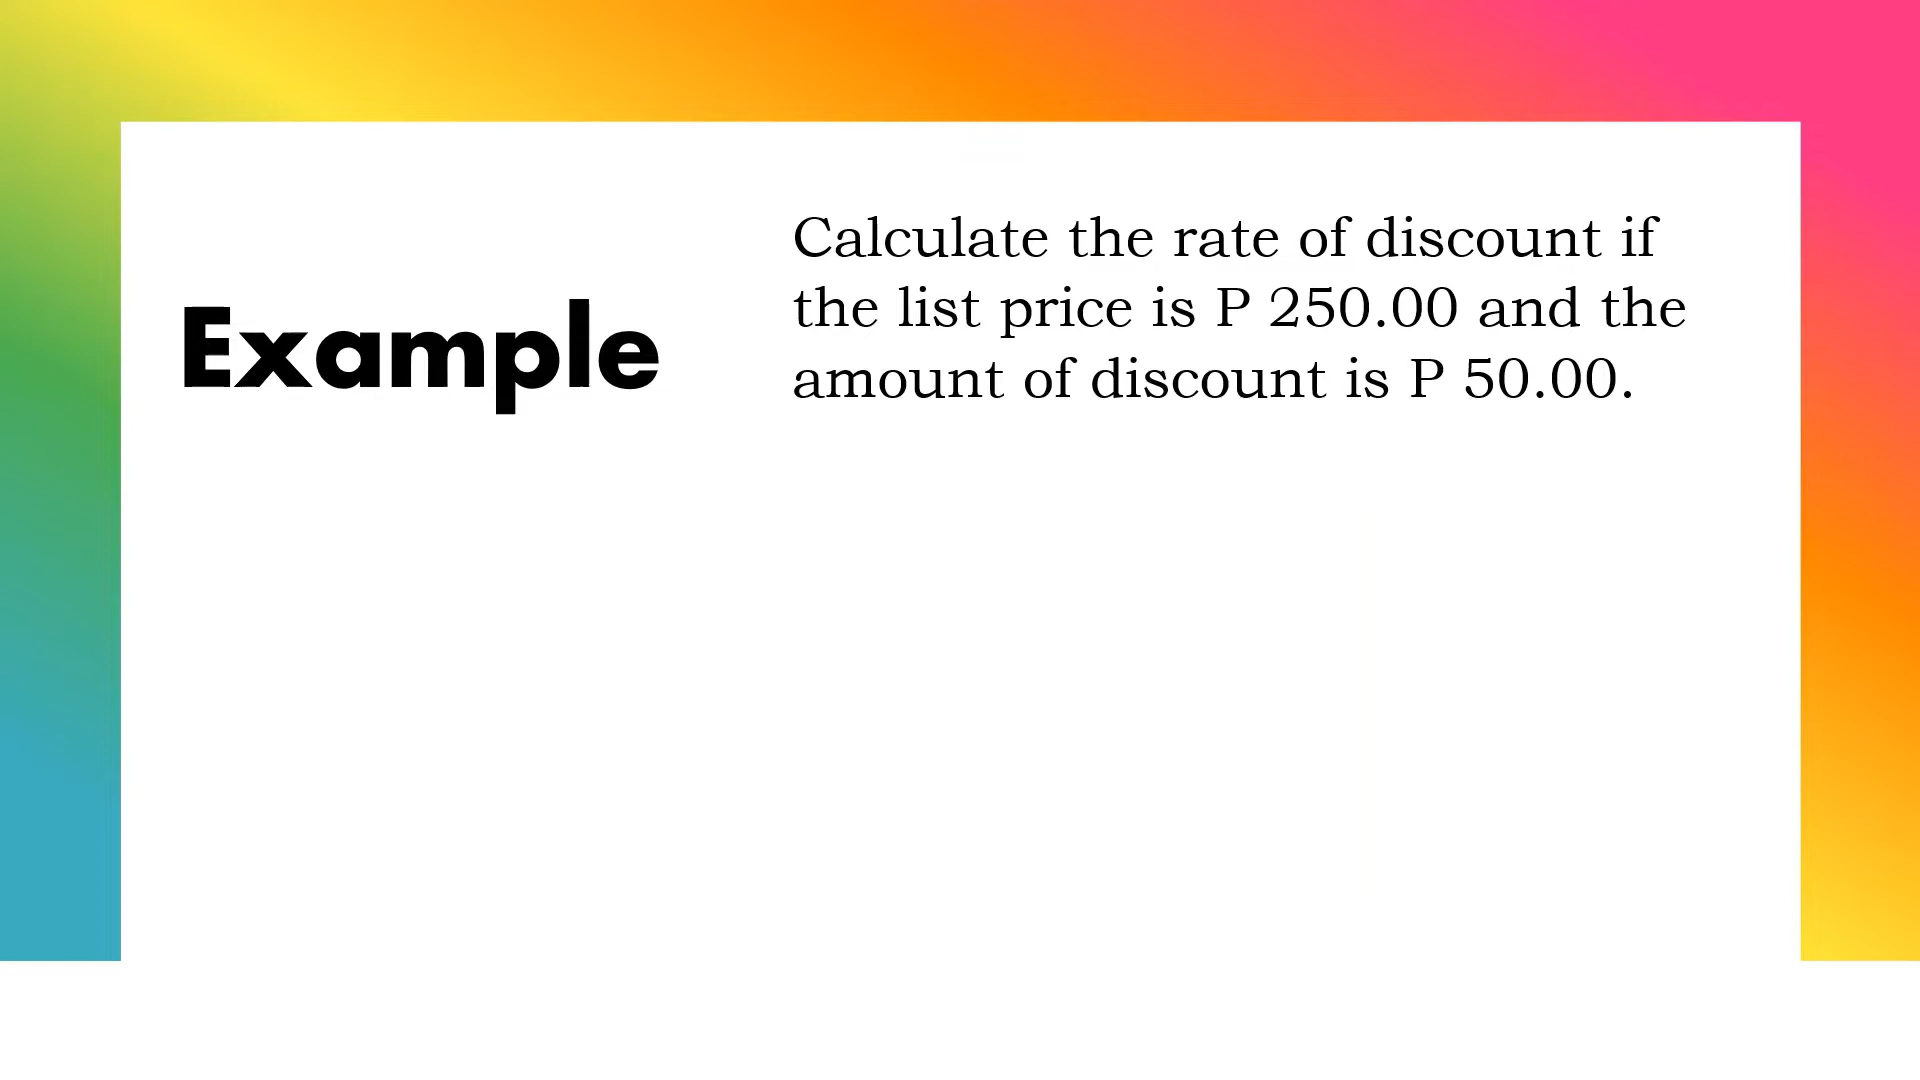 Example
Calculate the rate of discount if
the list price is P 250.00 and the
amount of discount is P 50.00.